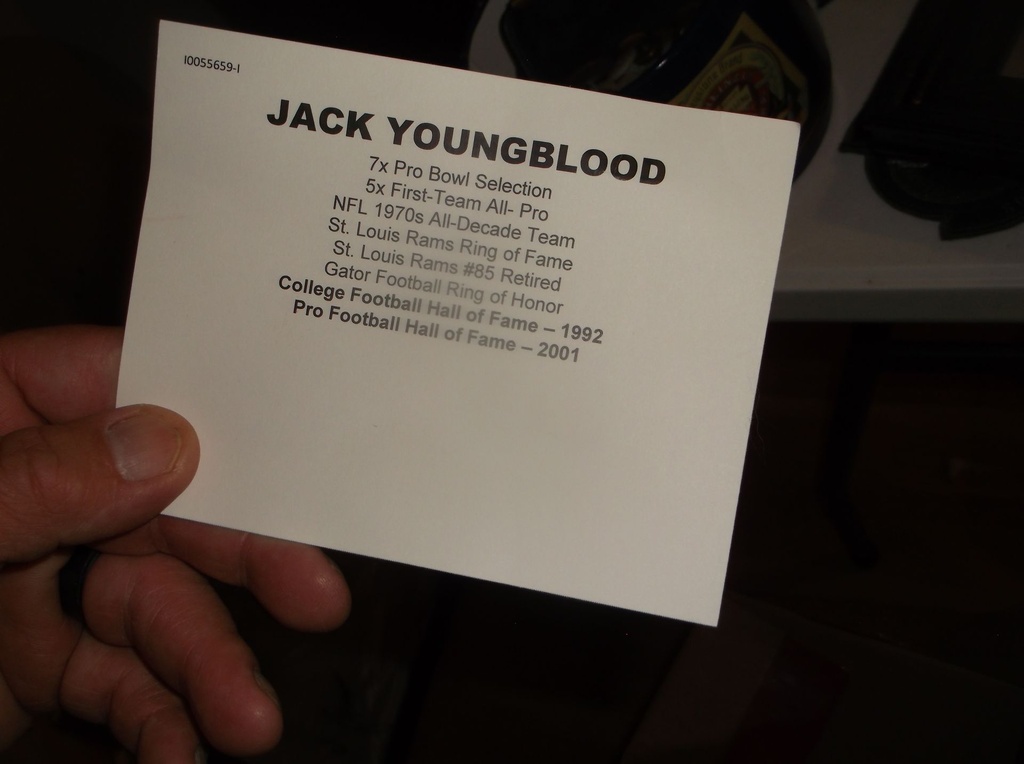 I0055659-I
JACK YOUNGBLOOD
7x Pro Bowl Selection
5x First-Team All- Pro
NFL 1970s All-Decade Team
St. Louis Rams Ring of Fame
St. Louis Rams #85 Retired
Gator Football Ring of Honor
College Football Hall of Fame – 1992
Pro Football Hall of Fame – 2001